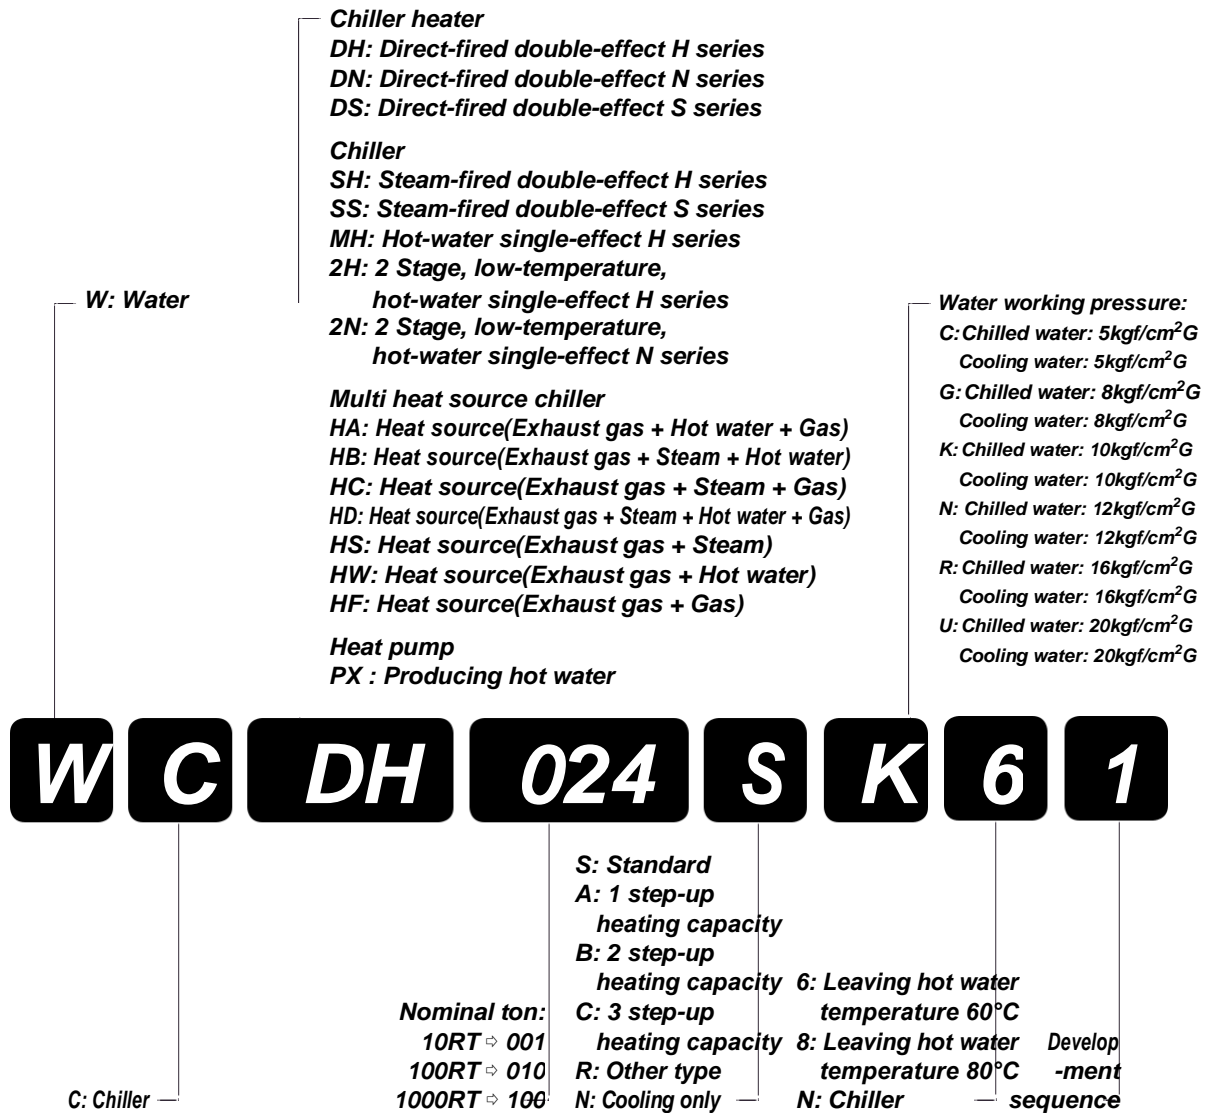 Chiller heater
DH: Direct-fired double-effect H series
DN: Direct-fired double-effect N series
DS: Direct-fired double-effect S series
Chiller
SH: Steam-fired double-effect H series
SS: Steam-fired double-effect S series
MH: Hot-water single-effect H series
2H: 2 Stage, low-temperature,
hot-water single-effect H series
2N: 2 Stage, low-temperature,
hot-water single-effect N series
Multi heat source chiller
HA: Heat source(Exhaust gas + Hot water + Gas)
HB: Heat source(Exhaust gas + Steam + Hot water)
HC: Heat source(Exhaust gas + Steam + Gas)
HD: Heat source(Exhaust gas + Steam + Hot water + Gas)
HS: Heat source(Exhaust gas + Steam)
HW: Heat source(Exhaust gas + Hot water)
HF: Heat source(Exhaust gas + Gas)
Heat pump
PX : Producing hot water
W: Water
Water working pressure:
C: Chilled water: 5kgf/cm²G
Cooling water: 5kgf/cm²G
G: Chilled water: 8kgf/cm²G
Cooling water: 8kgf/cm²G
K: Chilled water: 10kgf/cm²G
Cooling water: 10kgf/cm²G
N: Chilled water: 12kgf/cm²G
Cooling water: 12kgf/cm²G
R: Chilled water: 16kgf/cm²G
Cooling water: 16kgf/cm²G
U: Chilled water: 20kgf/cm²G
Cooling water: 20kgf/cm²G
W C DH 024 S K 6 1
C: Chiller
Nominal ton:
10RT ⇨ 001
100RT ⇨ 010
1000RT ⇨ 100
S: Standard
A: 1 step-up
heating capacity
B: 2 step-up
heating capacity
C: 3 step-up
heating capacity
R: Other type
N: Cooling only
6: Leaving hot water
temperature 60°C
8: Leaving hot water
temperature 80°C
N: Chiller
Develop
-ment
sequence